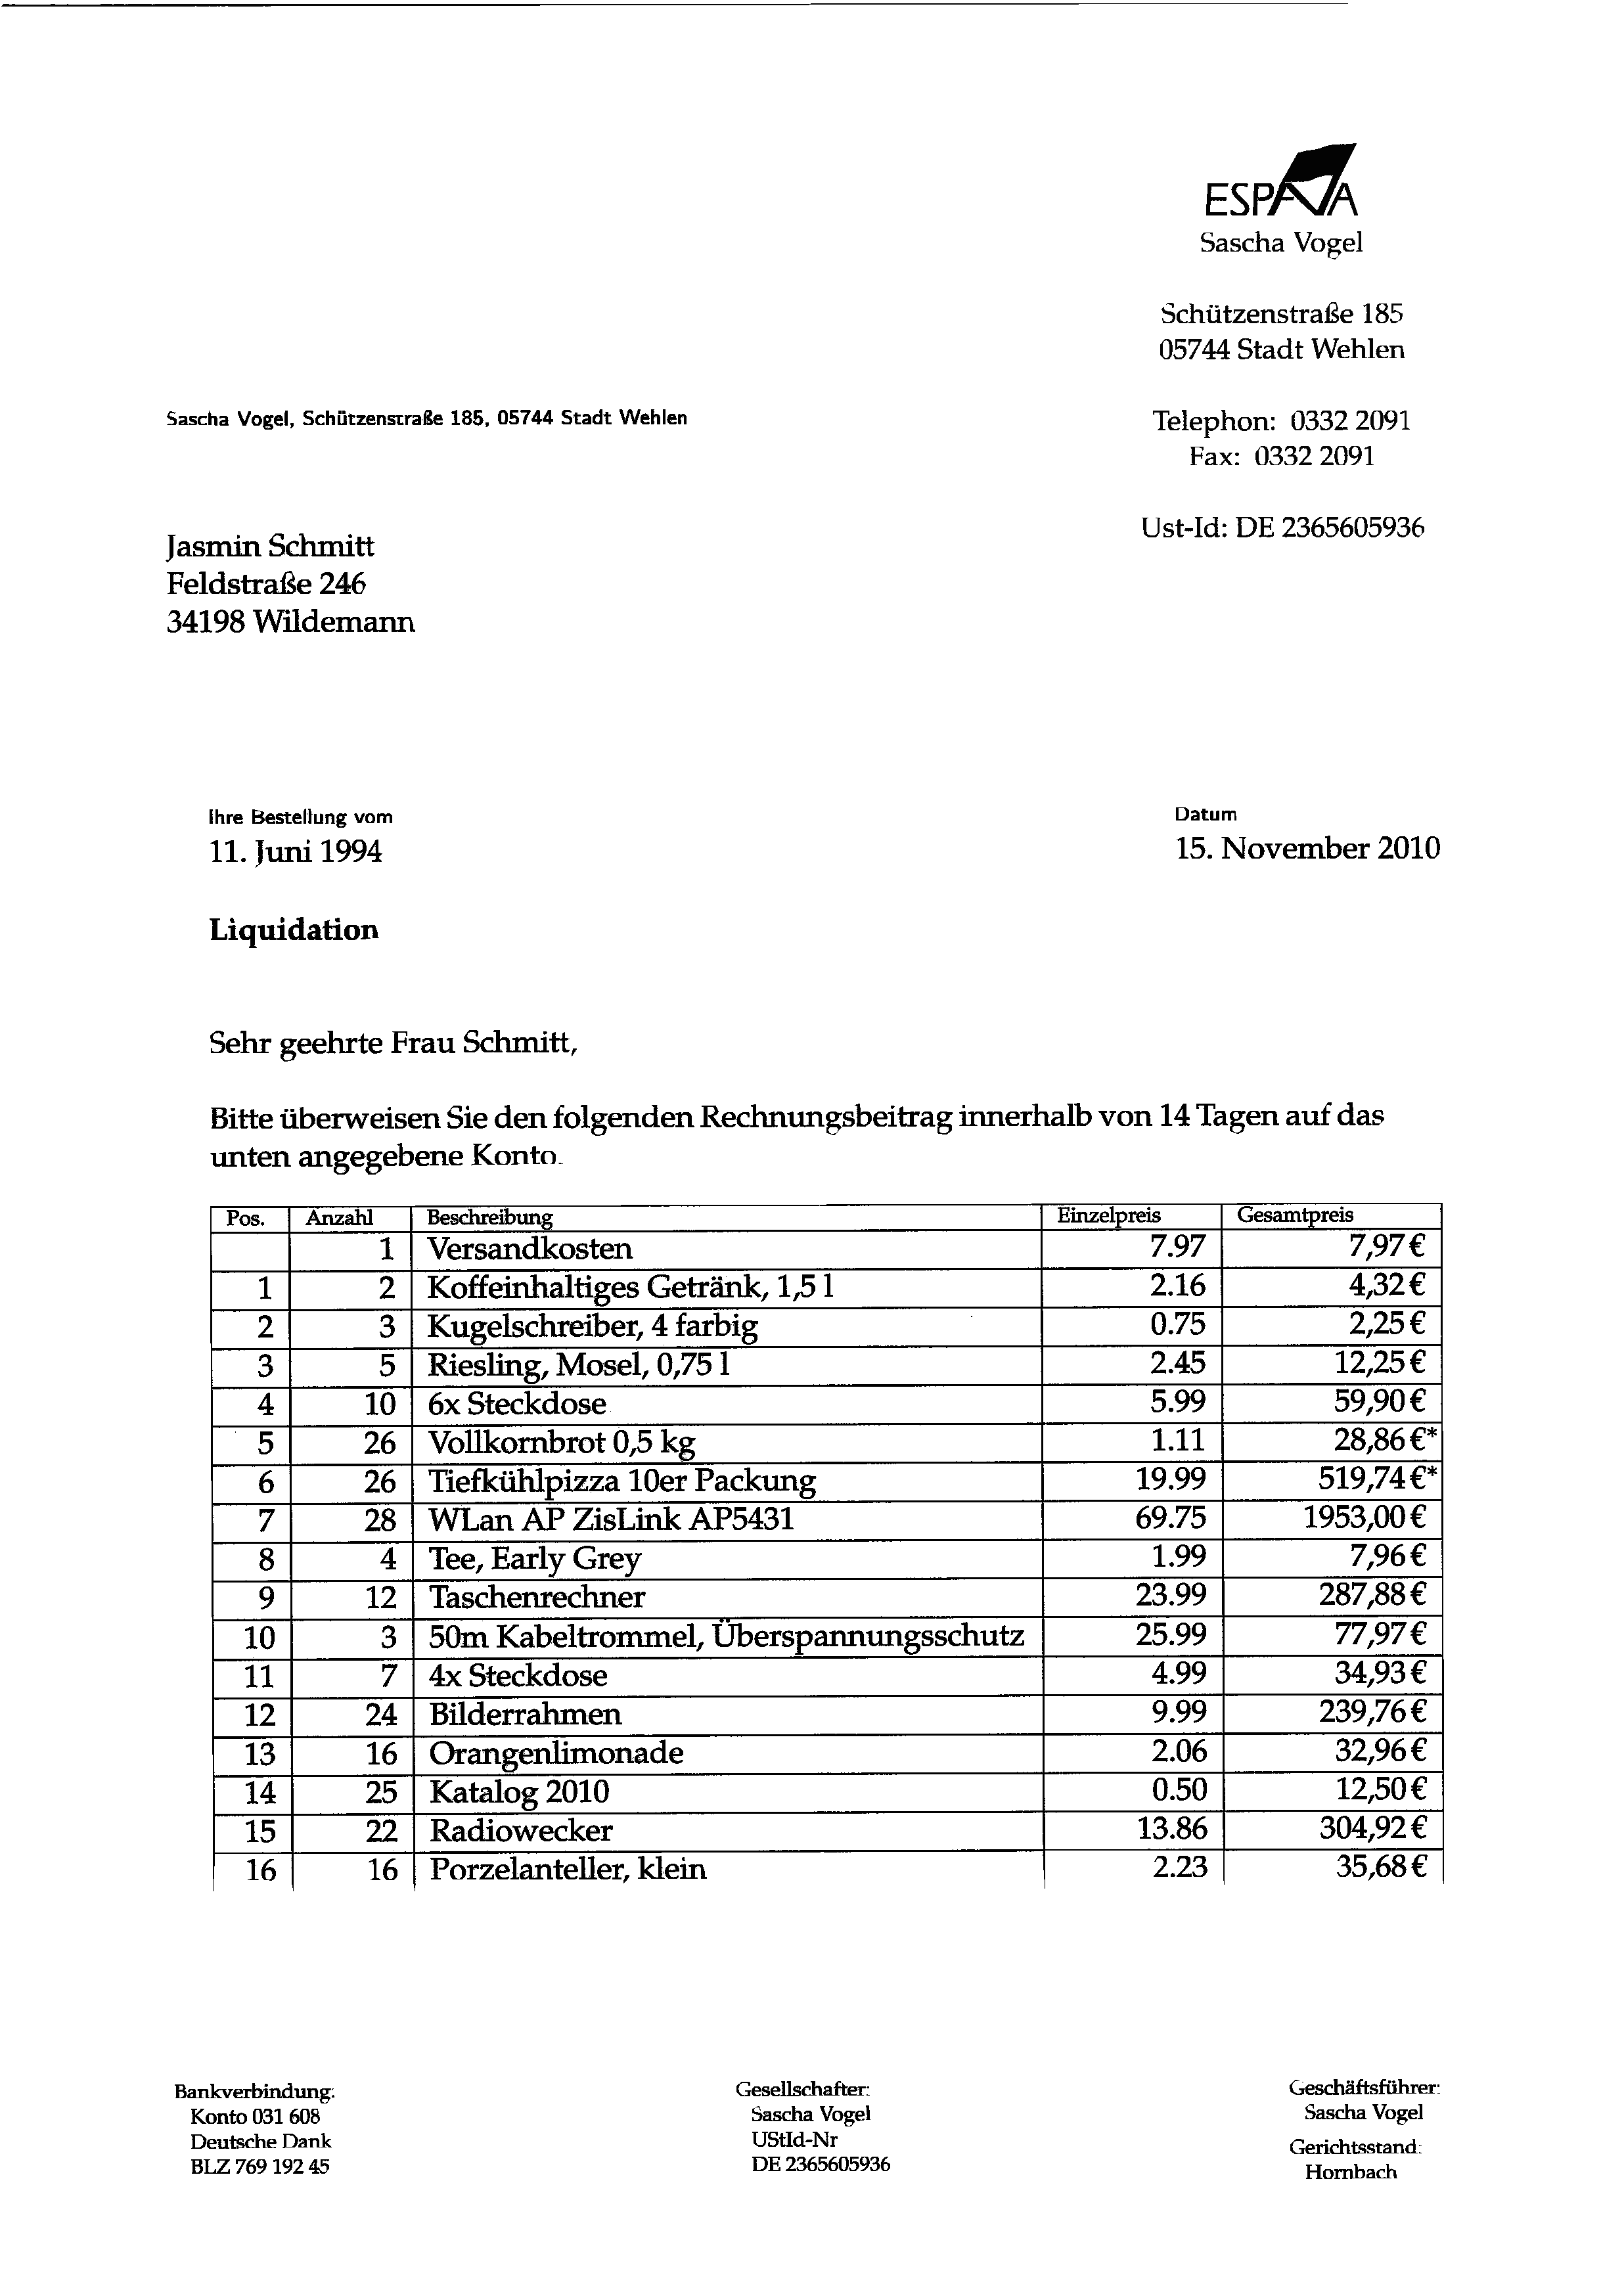 ESPAÑA
Sascha Vogel
Schützenstraße 185
05744 Stadt Wehlen
Sascha Vogel, Schützenstraße 185, 05744 Stadt Wehlen
Telephon: 0332 2091
Fax: 0332 2091
Ust-Id: DE 2365605936
Jasmin Schmitt
Feldstraße 246
34198 Wildemann
Ihre Bestellung vom
11. Juni 1994
Datum
15. November 2010
Liquidation
Sehr geehrte Frau Schmitt,
Bitte überweisen Sie den folgenden Rechnungsbeitrag innerhalb von 14 Tagen auf das
unten angegebene Konto.
Pos. Anzahl Beschreibung Einzelpreis Gesamtpreis
1 Versandkosten 7.97 7,97 €
1 2 Koffeinhaltiges Getränk, 1,5 l 2.16 4,32 €
2 3 Kugelschreiber, 4 farbig 0.75 2,25 €
3 5 Riesling, Mosel, 0,75 l 2.45 12,25 €
4 10 6x Steckdose 5.99 59,90 €
5 26 Vollkornbrot 0,5 kg 1.11 28,86 €*
6 26 Tiefkühlpizza 10er Packung 19.99 519,74 €*
7 28 WLan AP ZisLink AP5431 69.75 1953,00 €
8 4 Tee, Early Grey 1.99 7,96 €
9 12 Taschenrechner 23.99 287,88 €
10 3 50m Kabeltrommel, Überspannungsschutz 25.99 77,97 €
11 7 4x Steckdose 4.99 34,93 €
12 24 Bilderrahmen 9.99 239,76 €
13 16 Orangenlimonade 2.06 32,96 €
14 25 Katalog 2010 0.50 12,50 €
15 22 Radiowecker 13.86 304,92 €
16 16 Porzelanteller, klein 2.23 35,68 €
Bankverbindung:
Konto 031 608
Deutsche Dank
BLZ 769 192 45
Gesellschafter:
Sascha Vogel
UStId-Nr
DE 2365605936
Geschäftsführer:
Sascha Vogel
Gerichtsstand:
Hornbach